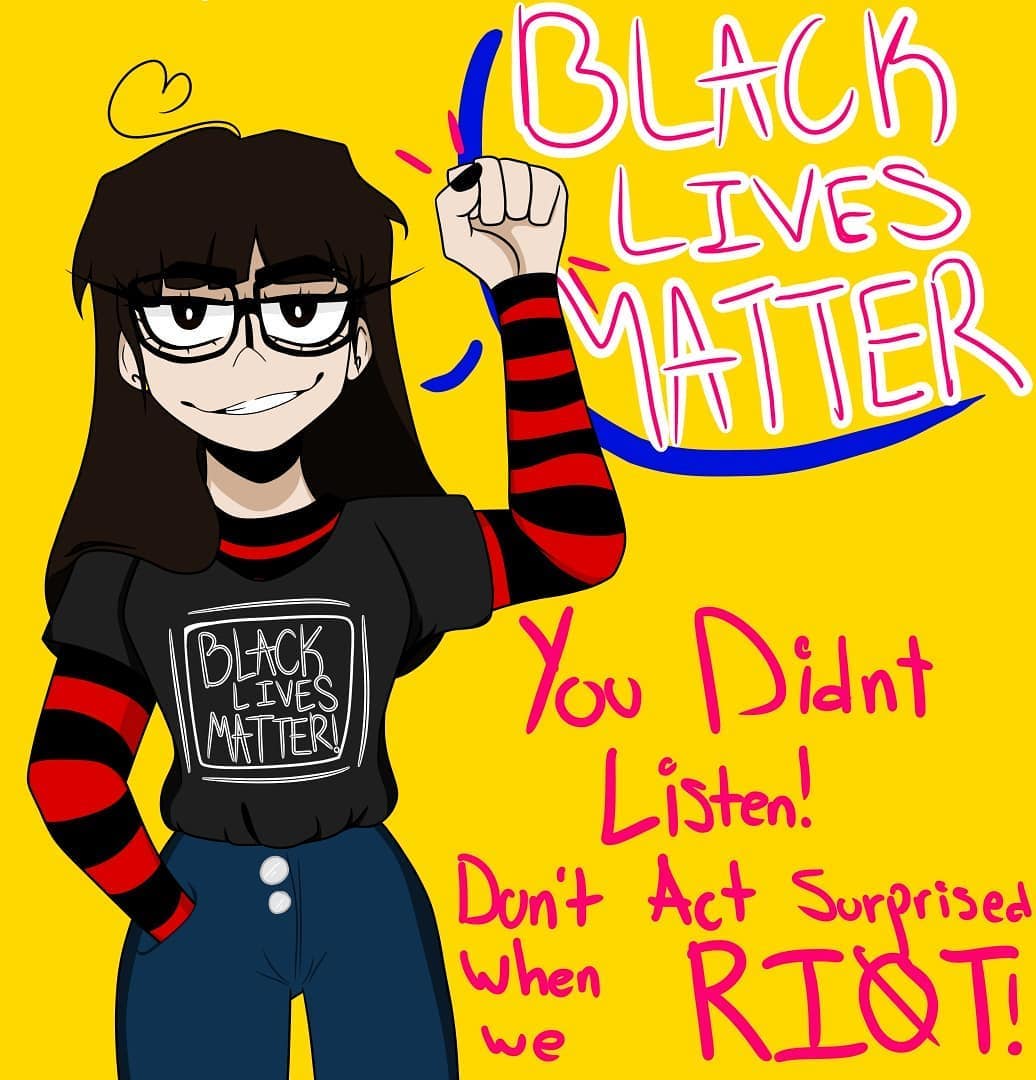 BLACK
LIVES
MATTER
BLACK
LIVES
MATTER!
You Didnt
Listen!
Don't Act Surprised
when
we RIOT!